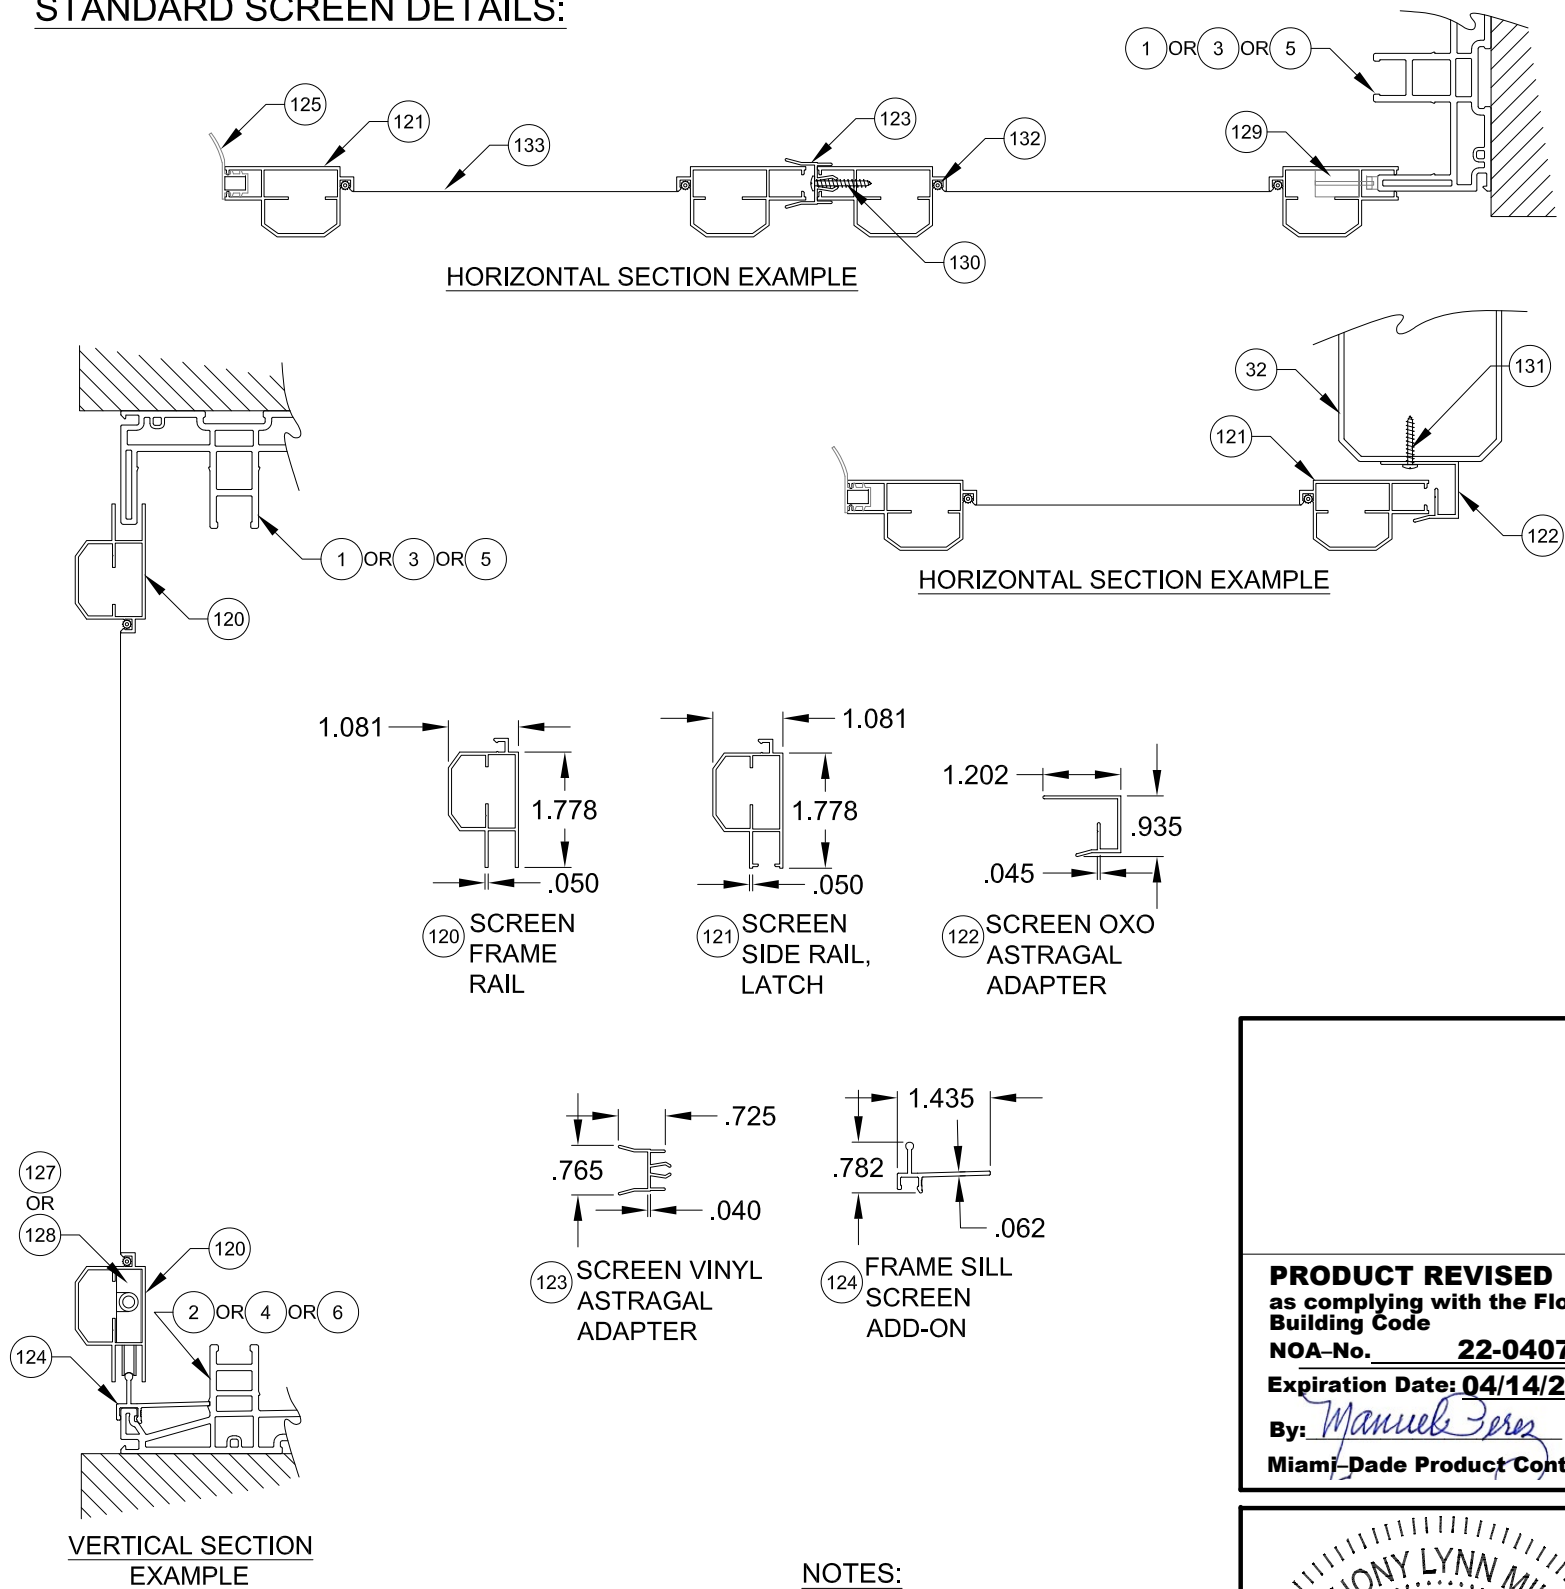 STANDARD SCREEN DETAILS:
1 OR 3 OR 5
125
121
133
123
132
129
130
HORIZONTAL SECTION EXAMPLE
32
131
121
122
HORIZONTAL SECTION EXAMPLE
1 OR 3 OR 5
120
1.081
1.778
.050
120 SCREEN
FRAME
RAIL
1.081
1.778
.050
121 SCREEN
SIDE RAIL,
LATCH
1.202
.935
.045
122 SCREEN OXO
ASTRAGAL
ADAPTER
.725
.765
.040
123 SCREEN VINYL
ASTRAGAL
ADAPTER
1.435
.782
.062
124 FRAME SILL
SCREEN
ADD-ON
127
OR
128
120
2 OR 4 OR 6
124
VERTICAL SECTION
EXAMPLE
NOTES:
PRODUCT REVISED
as complying with the Flo
Building Code
NOA-No. 22-0407
Expiration Date: 04/14/2
By: Manuel Perez
Miami-Dade Product Cont
HONY LYNN MI